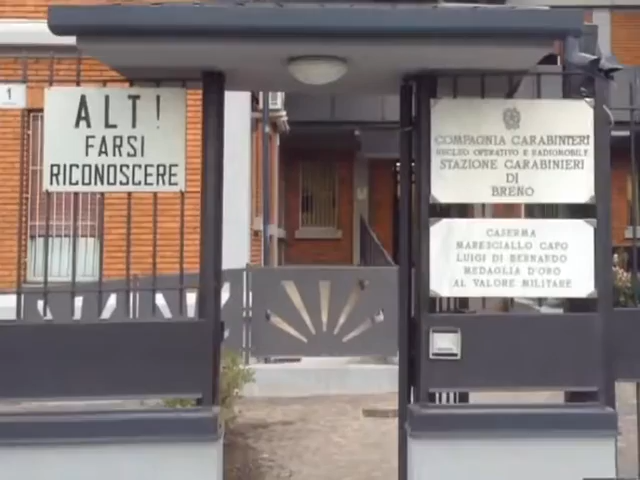 1
ALT!
FARSI
RICONOSCERE
COMPAGNIA CARABINIERI
NUCLEO OPERATIVO E RADIOMOBILE
STAZIONE CARABINIERI
DI
BRENO
CASERMA
MARESCIALLO CAPO
LUIGI DI BERNARDO
MEDAGLIA D'ORO
AL VALORE MILITARE